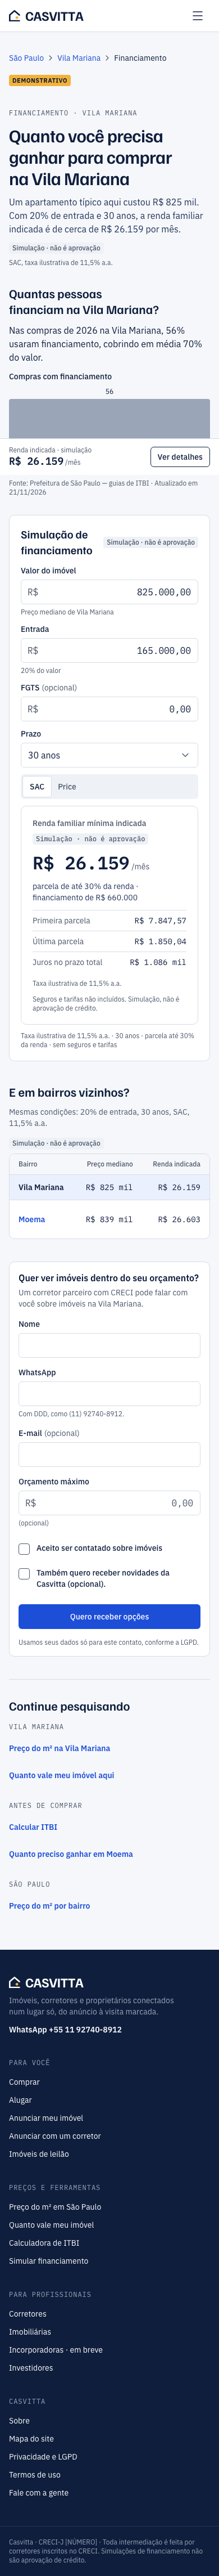 CASVITTA
São Paulo > Vila Mariana > Financiamento
DEMONSTRATIVO
FINANCIAMENTO · VILA MARIANA
Quanto você precisa
ganhar para comprar
na Vila Mariana
Um apartamento típico aqui custou R$ 825 mil.
Com 20% de entrada e 30 anos, a renda familiar
indicada é de cerca de R$ 26.159 por mês.
Simulação · não é aprovação
SAC, taxa ilustrativa de 11,5% a.a.
Quantas pessoas
financiam na Vila Mariana?
Nas compras de 2026 na Vila Mariana, 56%
usaram financiamento, cobrindo em média 70%
do valor.
Compras com financiamento
56
Renda indicada · simulação
R$ 26.159 /mês
Ver detalhes
Fonte: Prefeitura de São Paulo — guias de ITBI · Atualizado em
21/11/2026
Simulação de
financiamento
Simulação · não é aprovação
Valor do imóvel
R$ 825.000,00
Preço mediano de Vila Mariana
Entrada
R$ 165.000,00
20% do valor
FGTS (opcional)
R$ 0,00
Prazo
30 anos
SAC Price
Renda familiar mínima indicada
Simulação · não é aprovação
R$ 26.159 /mês
parcela de até 30% da renda ·
financiamento de R$ 660.000
Primeira parcela R$ 7.847,57
Última parcela R$ 1.850,04
Juros no prazo total R$ 1.086 mil
Taxa ilustrativa de 11,5% a.a.
Seguros e tarifas não incluídos. Simulação, não é
aprovação de crédito.
Taxa ilustrativa de 11,5% a.a. · 30 anos · parcela até 30%
da renda · sem seguros e tarifas
E em bairros vizinhos?
Mesmas condições: 20% de entrada, 30 anos, SAC,
11,5% a.a.
Simulação · não é aprovação
Bairro Preço mediano Renda indicada
Vila Mariana R$ 825 mil R$ 26.159
Moema R$ 839 mil R$ 26.603
Quer ver imóveis dentro do seu orçamento?
Um corretor parceiro com CRECI pode falar com
você sobre imóveis na Vila Mariana.
Nome
WhatsApp
Com DDD, como (11) 92740-8912.
E-mail (opcional)
Orçamento máximo
R$ 0,00
(opcional)
Aceito ser contatado sobre imóveis
Também quero receber novidades da
Casvitta (opcional).
Quero receber opções
Usamos seus dados só para este contato, conforme a LGPD.
Continue pesquisando
VILA MARIANA
Preço do m² na Vila Mariana
Quanto vale meu imóvel aqui
ANTES DE COMPRAR
Calcular ITBI
Quanto preciso ganhar em Moema
SÃO PAULO
Preço do m² por bairro
CASVITTA
Imóveis, corretores e proprietários conectados
num lugar só, do anúncio à visita marcada.
WhatsApp +55 11 92740-8912
PARA VOCÊ
Comprar
Alugar
Anunciar meu imóvel
Anunciar com um corretor
Imóveis de leilão
PREÇOS E FERRAMENTAS
Preço do m² em São Paulo
Quanto vale meu imóvel
Calculadora de ITBI
Simular financiamento
PARA PROFISSIONAIS
Corretores
Imobiliárias
Incorporadoras · em breve
Investidores
CASVITTA
Sobre
Mapa do site
Privacidade e LGPD
Termos de uso
Fale com a gente
Casvitta · CRECI-J [NÚMERO] · Toda intermediação é feita por
corretores inscritos no CRECI. Simulações de financiamento não
são aprovação de crédito.